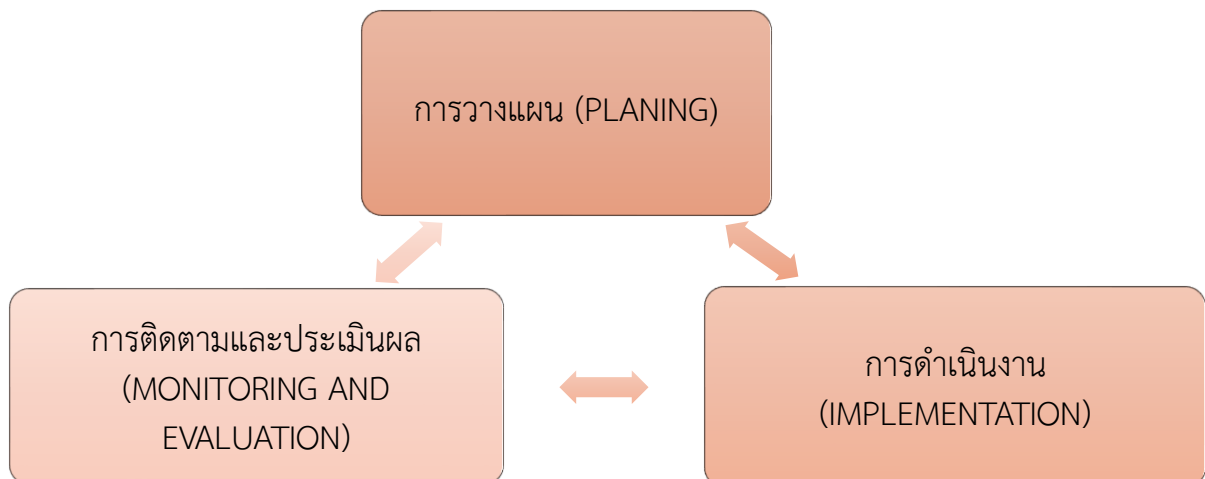 การวางแผน (PLANING)
การติดตามและประเมินผล
(MONITORING AND
EVALUATION)
การดำเนินงาน
(IMPLEMENTATION)